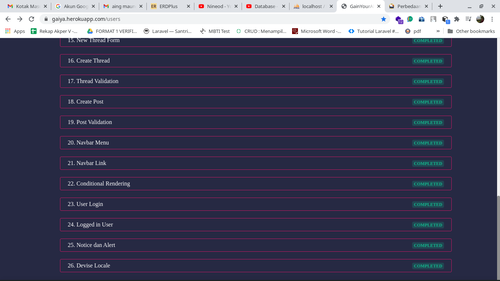 Kotak Mas
Akun Goo
aing mau
ERDPlus
Nineod
Database
localhost
Gainmuri
Perbedaa
gaiya.herokuapp.com/users
Apps
Rekap Akper V
FORMAT 1 VERIFI
Laravel — Santri
MBTI Test
CRUD: Menampil
Microsoft Word
Tutorial Laravel
pdf
Other bookmarks
15. New Thread Form COMPLETED
16. Create Thread COMPLETED
17. Thread Validation COMPLETED
18. Create Post COMPLETED
19. Post Validation COMPLETED
20. Navbar Menu COMPLETED
21. Navbar Link COMPLETED
22. Conditional Rendering COMPLETED
23. User Login COMPLETED
24. Logged in User COMPLETED
25. Notice dan Alert COMPLETED
26. Devise Locale COMPLETED